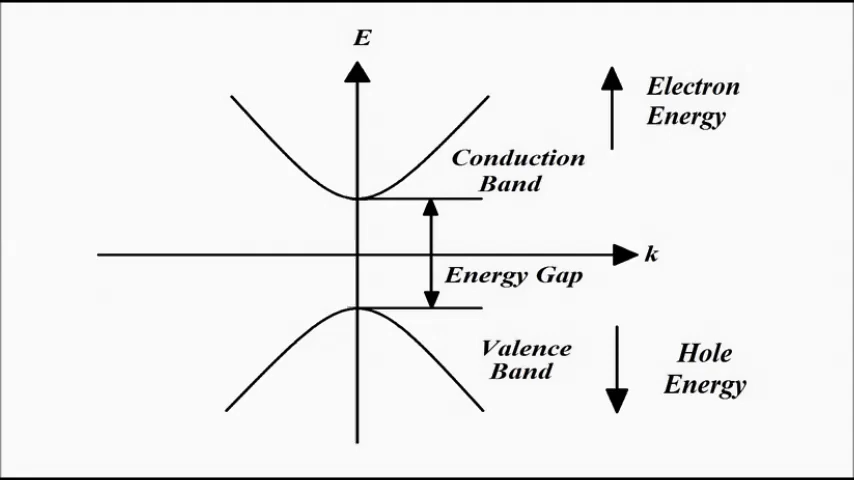 E
Electron
Energy
Conduction
Band
k
Energy Gap
Valence
Band
Hole
Energy